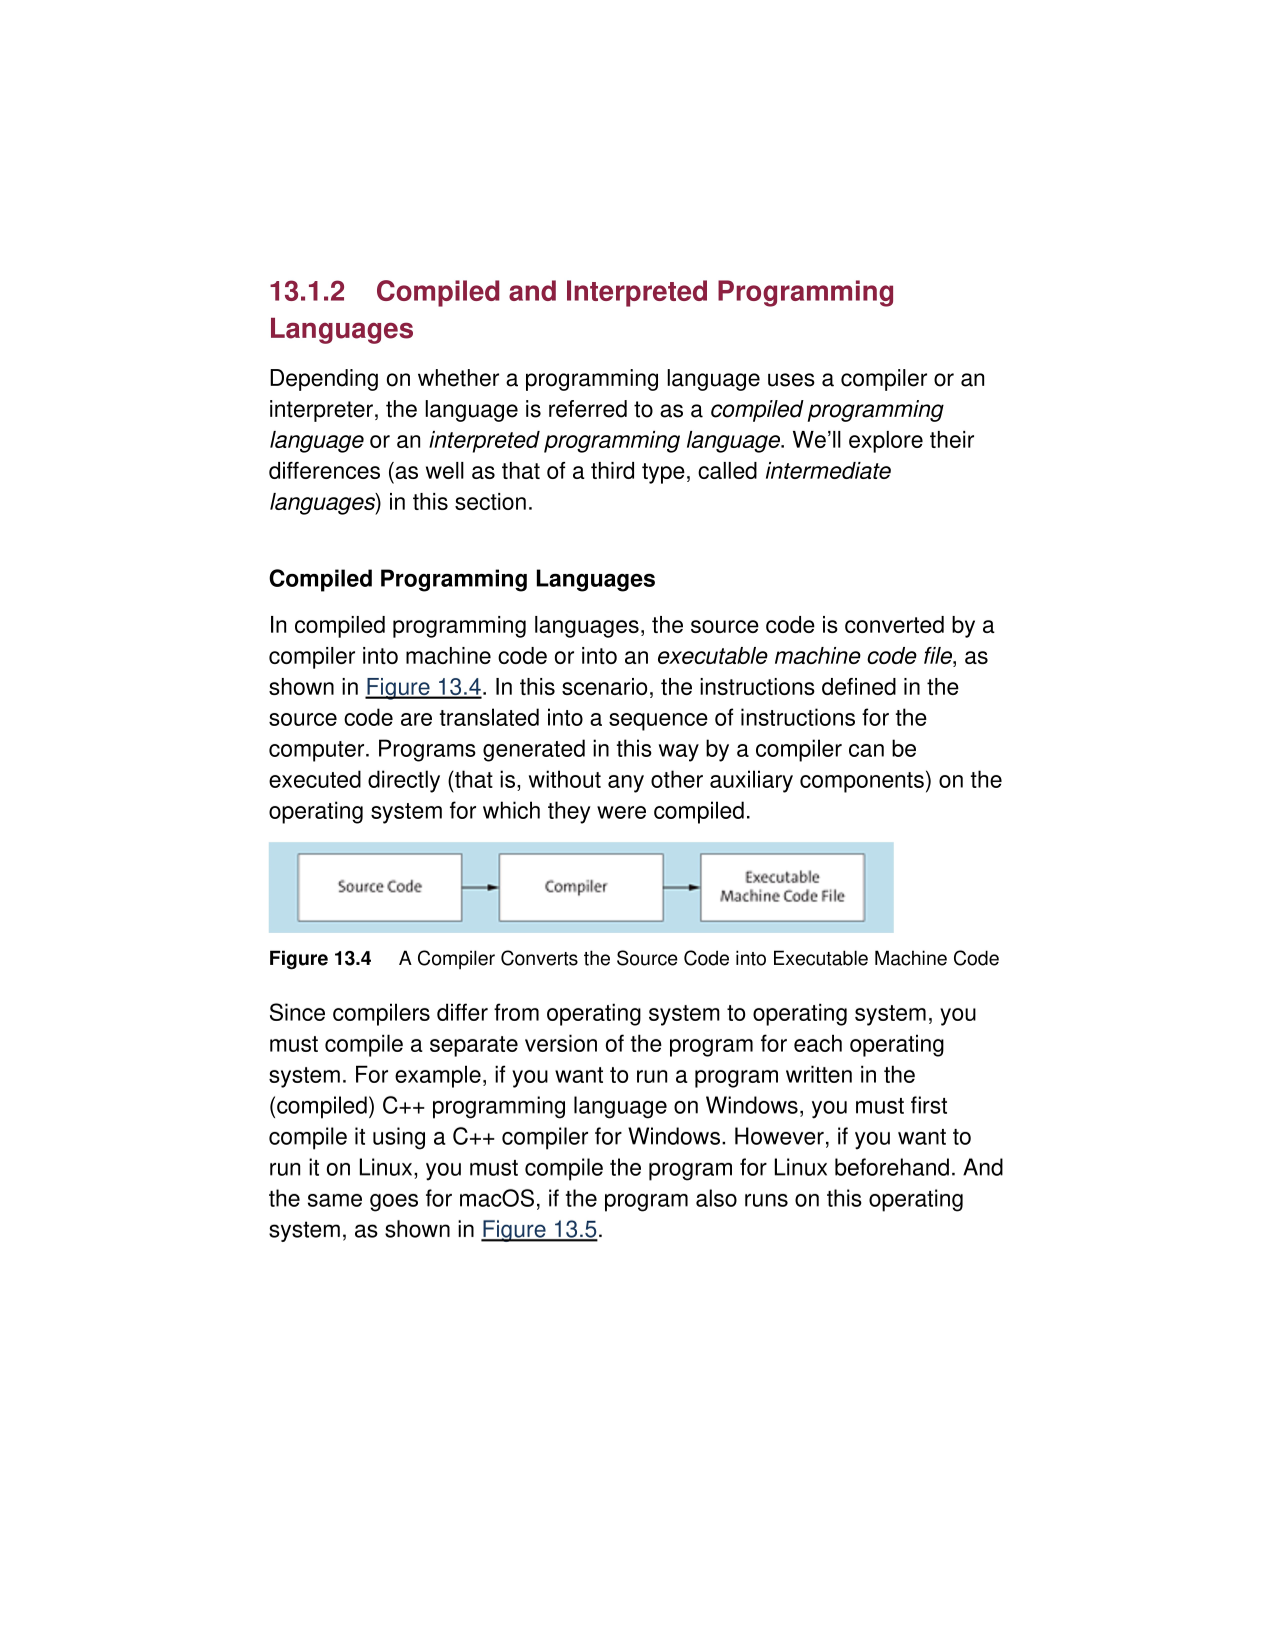 13.1.2 Compiled and Interpreted Programming
Languages
Depending on whether a programming language uses a compiler or an
interpreter, the language is referred to as a compiled programming
language or an interpreted programming language. We’ll explore their
differences (as well as that of a third type, called intermediate
languages) in this section.
Compiled Programming Languages
In compiled programming languages, the source code is converted by a
compiler into machine code or into an executable machine code file, as
shown in Figure 13.4. In this scenario, the instructions defined in the
source code are translated into a sequence of instructions for the
computer. Programs generated in this way by a compiler can be
executed directly (that is, without any other auxiliary components) on the
operating system for which they were compiled.
Source Code
Compiler
Executable
Machine Code File
Figure 13.4 A Compiler Converts the Source Code into Executable Machine Code
Since compilers differ from operating system to operating system, you
must compile a separate version of the program for each operating
system. For example, if you want to run a program written in the
(compiled) C++ programming language on Windows, you must first
compile it using a C++ compiler for Windows. However, if you want to
run it on Linux, you must compile the program for Linux beforehand. And
the same goes for macOS, if the program also runs on this operating
system, as shown in Figure 13.5.